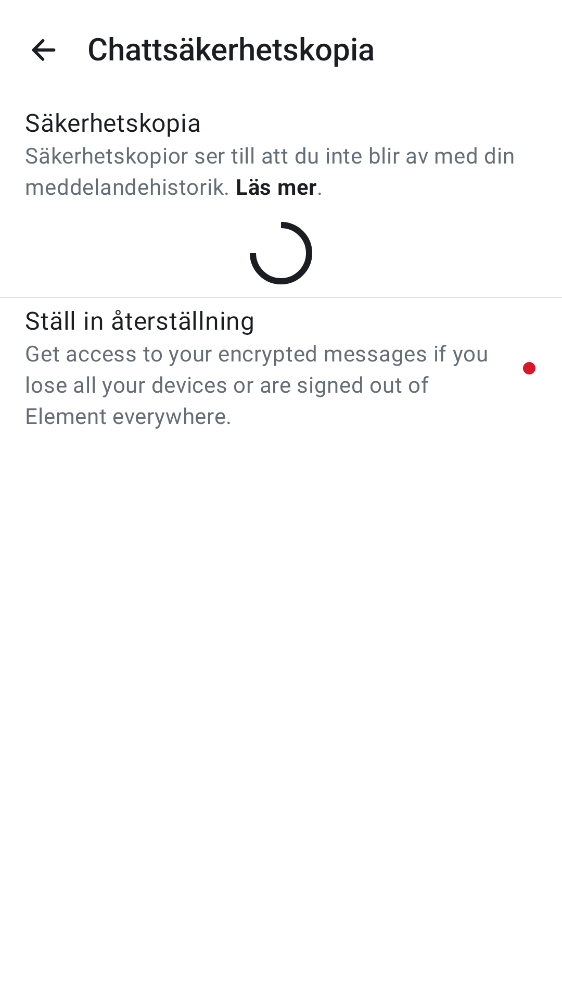 Chattsäkerhetskopia
Säkerhetskopia
Säkerhetskopior ser till att du inte blir av med din
meddelandehistorik. Läs mer.
Ställ in återställning
Get access to your encrypted messages if you
lose all your devices or are signed out of
Element everywhere.